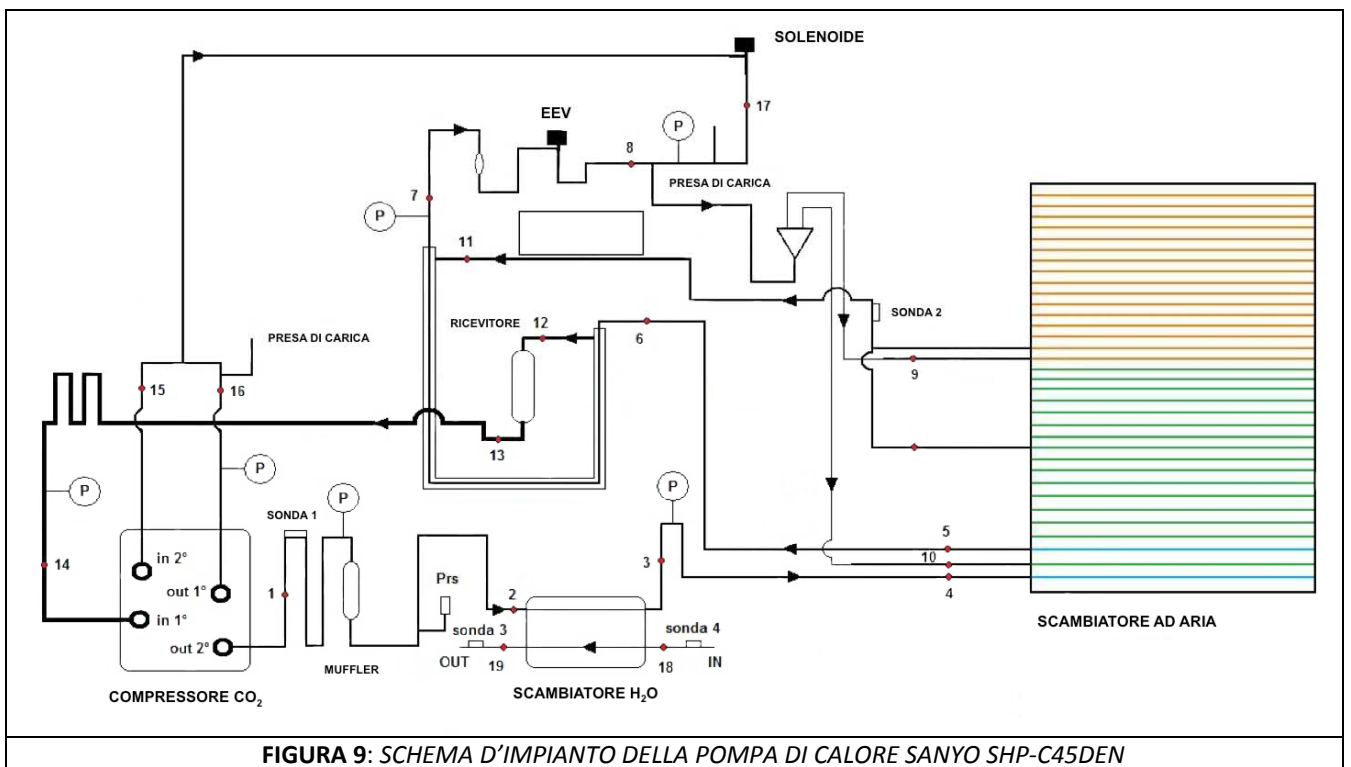 SOLENOIDE
17
EEV
P
8
PRESA DI CARICA
7
P
11
SONDA 2
RICEVITORE
12
6
PRESA DI CARICA
9
15
16
13
P
P
P
P
SONDA 1
5
14
in 2°
3
10
out 1°
1
Prs
2
4
in 1°
SCAMBIATORE AD ARIA
sonda 3
sonda 4
out 2°
OUT
19
18
IN
MUFFLER
COMPRESSORE CO₂
SCAMBIATORE H₂O
FIGURA 9: SCHEMA D'IMPIANTO DELLA POMPA DI CALORE SANYO SHP-C45DEN